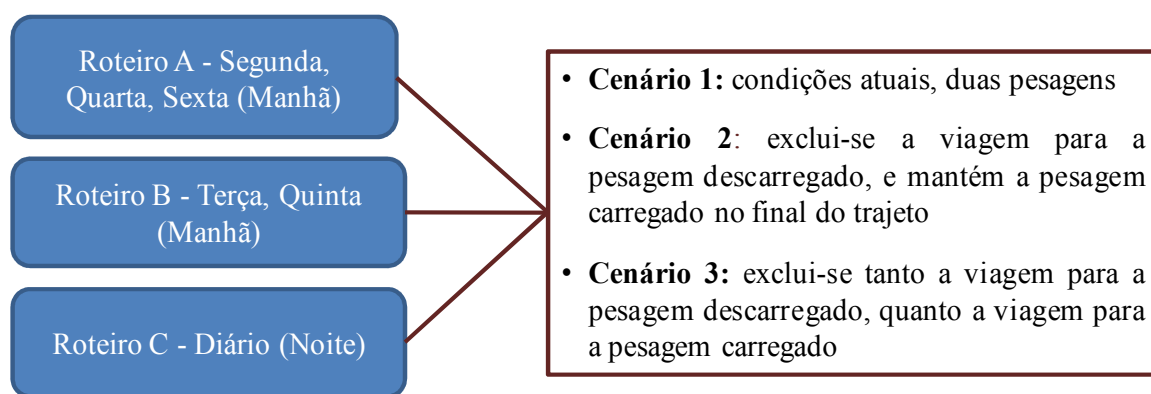 Roteiro A - Segunda,
Quarta, Sexta (Manhã)
Roteiro B - Terça, Quinta
(Manhã)
Roteiro C - Diário (Noite)
• Cenário 1: condições atuais, duas pesagens
• Cenário 2: exclui-se a viagem para a
pesagem descarregado, e mantém a pesagem
carregado no final do trajeto
• Cenário 3: exclui-se tanto a viagem para a
pesagem descarregado, quanto a viagem para
a pesagem carregado